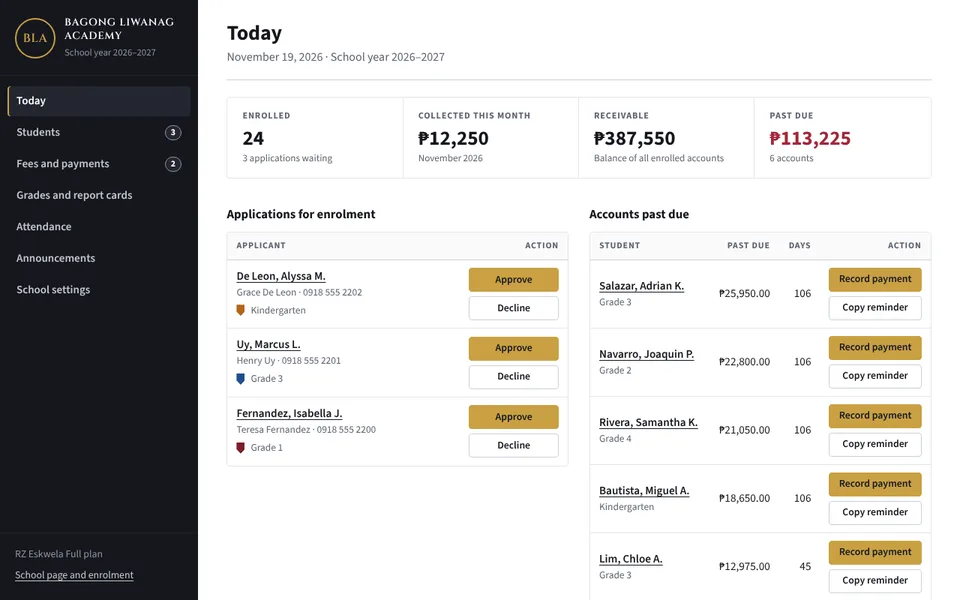 BLA
BAGONG LIWANAG
ACADEMY
School year 2026–2027
Today
Students 3
Fees and payments 2
Grades and report cards
Attendance
Announcements
School settings
RZ Eskwela Full plan
School page and enrolment
Today
November 19, 2026 · School year 2026–2027
ENROLLED
24
3 applications waiting
COLLECTED THIS MONTH
₱12,250
November 2026
RECEIVABLE
₱387,550
Balance of all enrolled accounts
PAST DUE
₱113,225
6 accounts
Applications for enrolment
APPLICANT ACTION
De Leon, Alyssa M.
Grace De Leon · 0918 555 2202
Kindergarten
Approve
Decline
Uy, Marcus L.
Henry Uy · 0918 555 2201
Grade 3
Approve
Decline
Fernandez, Isabella J.
Teresa Fernandez · 0918 555 2200
Grade 1
Approve
Decline
Accounts past due
STUDENT PAST DUE DAYS ACTION
Salazar, Adrian K.
Grade 3
₱25,950.00 106
Record payment
Copy reminder
Navarro, Joaquin P.
Grade 2
₱22,800.00 106
Record payment
Copy reminder
Rivera, Samantha K.
Grade 4
₱21,050.00 106
Record payment
Copy reminder
Bautista, Miguel A.
Kindergarten
₱18,650.00 106
Record payment
Copy reminder
Lim, Chloe A.
Grade 3
₱12,975.00 45
Record payment
Copy reminder